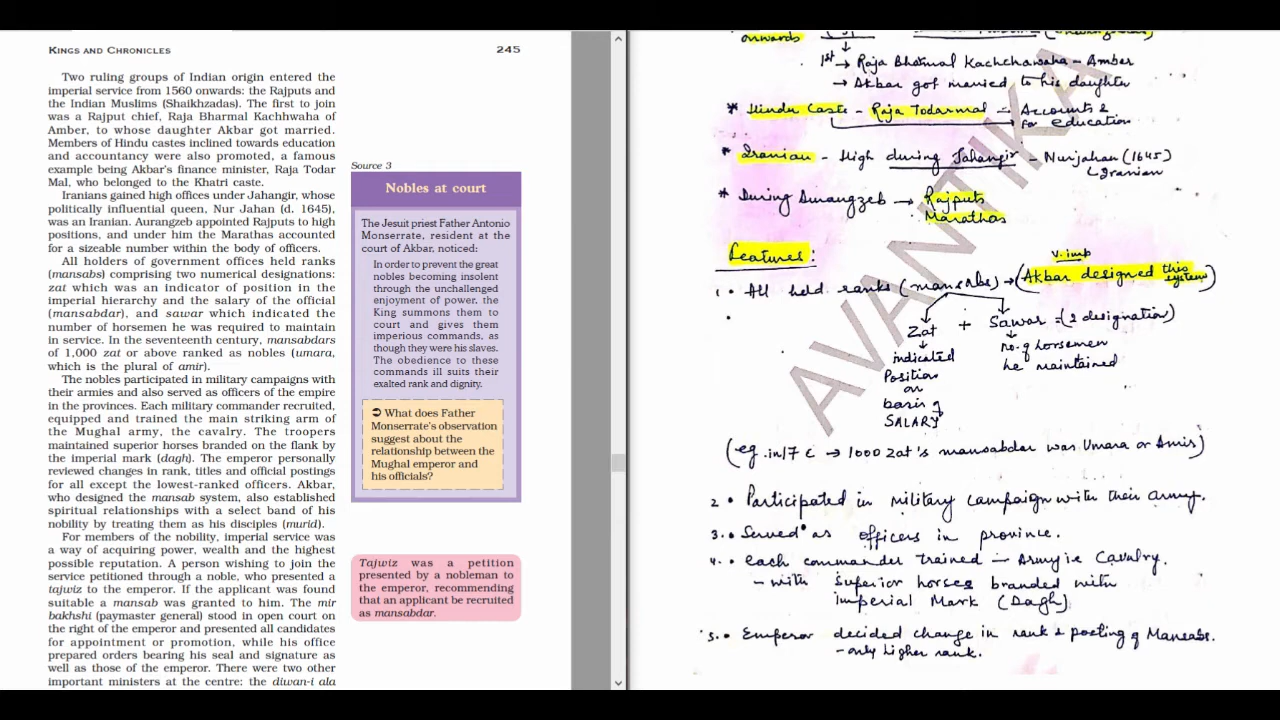 KINGS AND CHRONICLES
245
Two ruling groups of Indian origin entered the
imperial service from 1560 onwards: the Rajputs and
the Indian Muslims (Shaikhzadas). The first to join
was a Rajput chief, Raja Bharmal Kachhwaha of
Amber, to whose daughter Akbar got married.
Members of Hindu castes inclined towards education
and accountancy were also promoted, a famous
example being Akbar's finance minister, Raja Todar
Mal, who belonged to the Khatri caste.
Iranians gained high offices under Jahangir, whose
politically influential queen, Nur Jahan (d. 1645),
was an Iranian. Aurangzeb appointed Rajputs to high
positions, and under him the Marathas accounted
for a sizeable number within the body of officers.
All holders of government offices held ranks
(mansabs) comprising two numerical designations:
zat which was an indicator of position in the
imperial hierarchy and the salary of the official
(mansabdar), and sawar which indicated the
number of horsemen he was required to maintain
in service. In the seventeenth century, mansabdars
of 1,000 zat or above ranked as nobles (umara,
which is the plural of amir).
The nobles participated in military campaigns with
their armies and also served as officers of the empire
in the provinces. Each military commander recruited,
equipped and trained the main striking arm of
the Mughal army, the cavalry. The troopers
maintained superior horses branded on the flank by
the imperial mark (dagh). The emperor personally
reviewed changes in rank, titles and official postings
for all except the lowest-ranked officers. Akbar,
who designed the mansab system, also established
spiritual relationships with a select band of his
nobility by treating them as his disciples (murid).
For members of the nobility, imperial service was
a way of acquiring power, wealth and the highest
possible reputation. A person wishing to join the
service petitioned through a noble, who presented a
tajwiz to the emperor. If the applicant was found
suitable a mansab was granted to him. The mir
bakhshi (paymaster general) stood in open court on
the right of the emperor and presented all candidates
for appointment or promotion, while his office
prepared orders bearing his seal and signature as
well as those of the emperor. There were two other
important ministers at the centre: the diwan-i ala
Source 3
Nobles at court
The Jesuit priest Father Antonio
Monserrate, resident at the
court of Akbar, noticed:
In order to prevent the great
nobles becoming insolent
through the unchallenged
enjoyment of power, the
King summons them to
court and gives them
imperious commands, as
though they were his slaves.
The obedience to these
commands ill suits their
exalted rank and dignity.
➲ What does Father
Monserrate's observation
suggest about the
relationship between the
Mughal emperor and
his officials?
Tajwiz was a petition
presented by a nobleman to
the emperor, recommending
that an applicant be recruited
as mansabdar.
onwards
1st → Raja Bharmal Kachchawaha - Amber
→ Akbar got married to his daughter
* Hindu Caste - Raja Todarmal - Accounts &
for education
* Iranian - High during Jahangir - Nurjahan (1645)
Iranian
* During Aurangzeb → Rajputs
Marathas
Features:
v. imp
1. • All held ranks (mansabs) → (Akbar designed this
system)
Zat + Sawar = (2 designation)
indicated
Position
on
basis of
SALARY
no. of horsemen
he maintained
(eg. in 17 C → 1000 Zat's mansabdar was Umara or Amir)
2 • Participated in military campaign with their army.
3. • Served as officers in province.
4. • Each commander trained - Army ie Cavalry.
- with superior horses branded with
imperial Mark (Dagh)
5. • Emperor decided change in rank & posting of Mansabs.
- only higher rank.
AVANTIKA